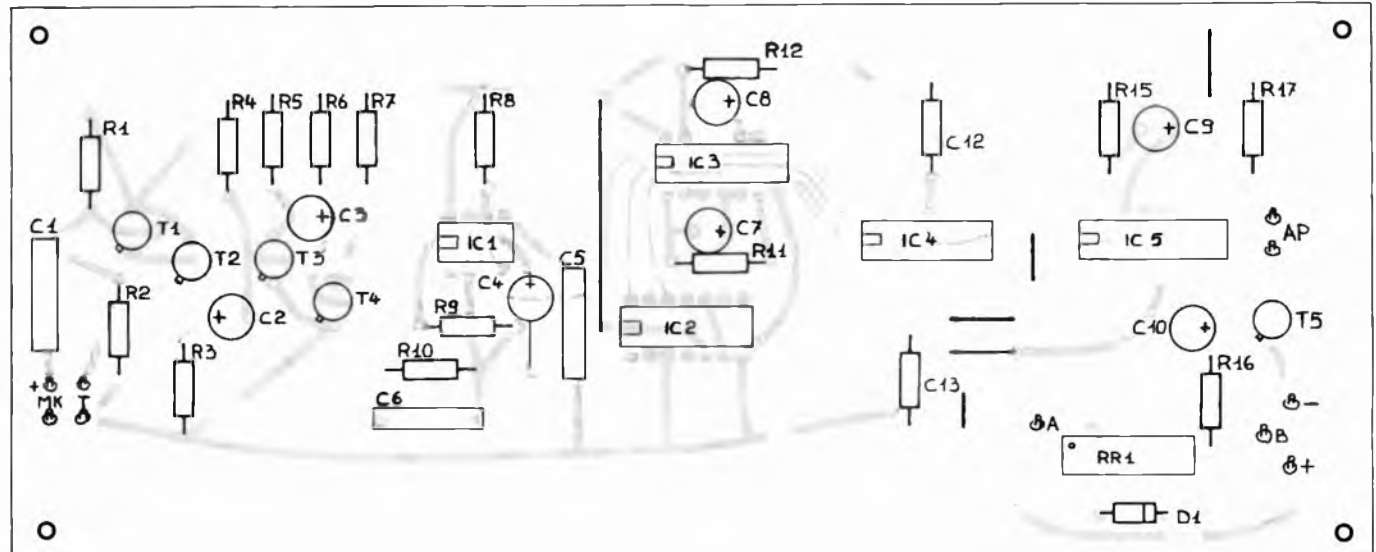 R12
R4 R5 R6 R7 R8 C8 R15 R17
R1 C12 C9
IC3
C1 T1 C3 C7 AP
IC1 IC4 IC5
T2 T3 C5 R11
R2 C4
C2 T4 R9 IC2 C10 T5
R3 R10 R16
+ C13 -
MK T C6 A B
RR1 +
D1